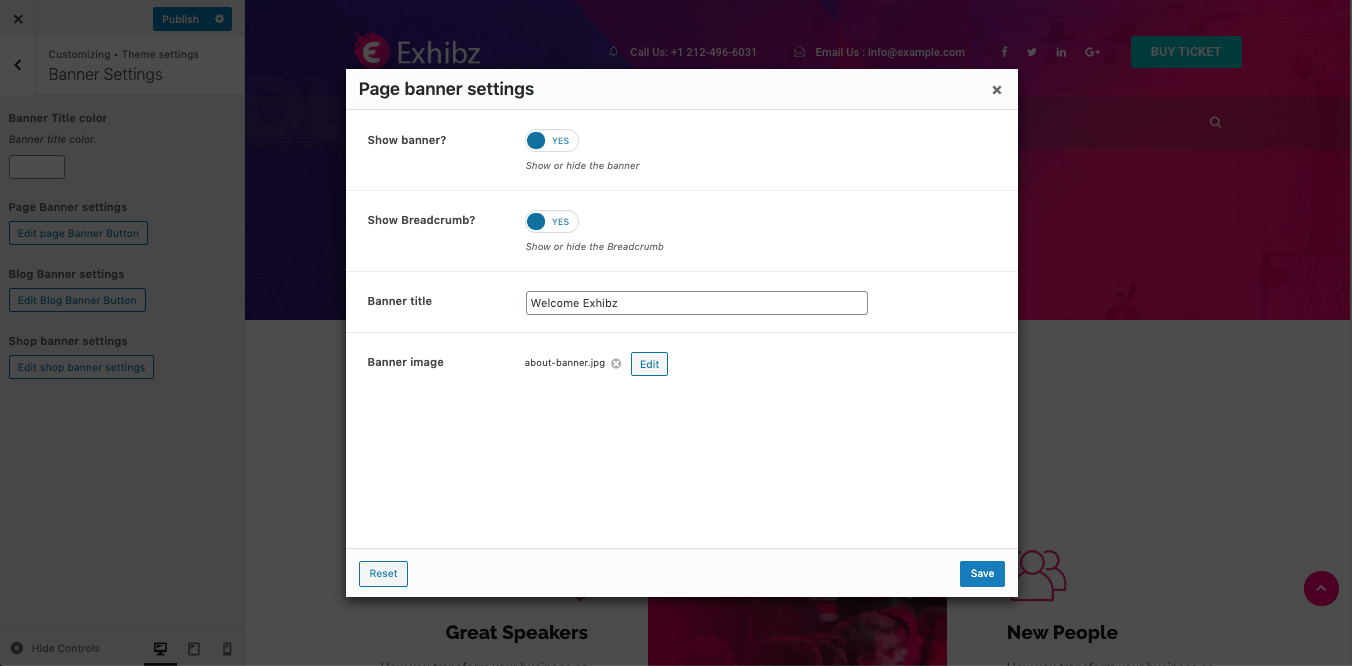 Publish
Customizing • Theme settings
Banner Settings
Banner Title color
Banner title color.
Page Banner settings
Edit page Banner Button
Blog Banner settings
Edit Blog Banner Button
Shop banner settings
Edit shop banner settings
Hide Controls
Exhibz
Call Us: +1 212-496-6031
Email Us : info@example.com
BUY TICKET
Page banner settings
Show banner?
YES
Show or hide the banner
Show Breadcrumb?
YES
Show or hide the Breadcrumb
Banner title
Welcome Exhibz
Banner image
about-banner.jpg
Edit
Reset
Save
Great Speakers
New People